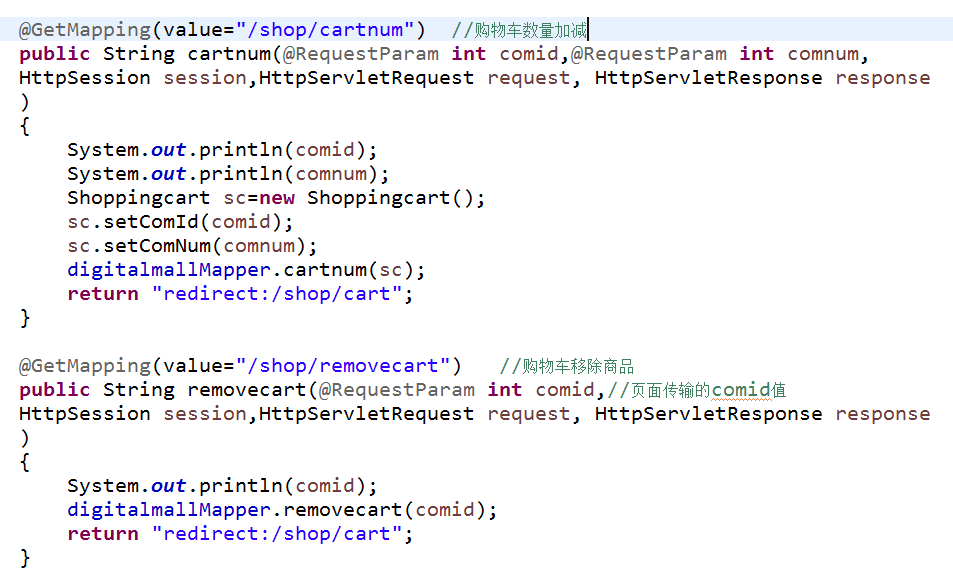 @GetMapping(value="/shop/cartnum")  //购物车数量加减
public String cartnum(@RequestParam int comid,@RequestParam int comnum,
HttpSession session,HttpServletRequest request, HttpServletResponse response
)
{
    System.out.println(comid);
    System.out.println(comnum);
    Shoppingcart sc=new Shoppingcart();
    sc.setComId(comid);
    sc.setComNum(comnum);
    digitalmallMapper.cartnum(sc);
    return "redirect:/shop/cart";
}

@GetMapping(value="/shop/removecart")   //购物车移除商品
public String removecart(@RequestParam int comid,//页面传输的comid值
HttpSession session,HttpServletRequest request, HttpServletResponse response
)
{
    System.out.println(comid);
    digitalmallMapper.removecart(comid);
    return "redirect:/shop/cart";
}